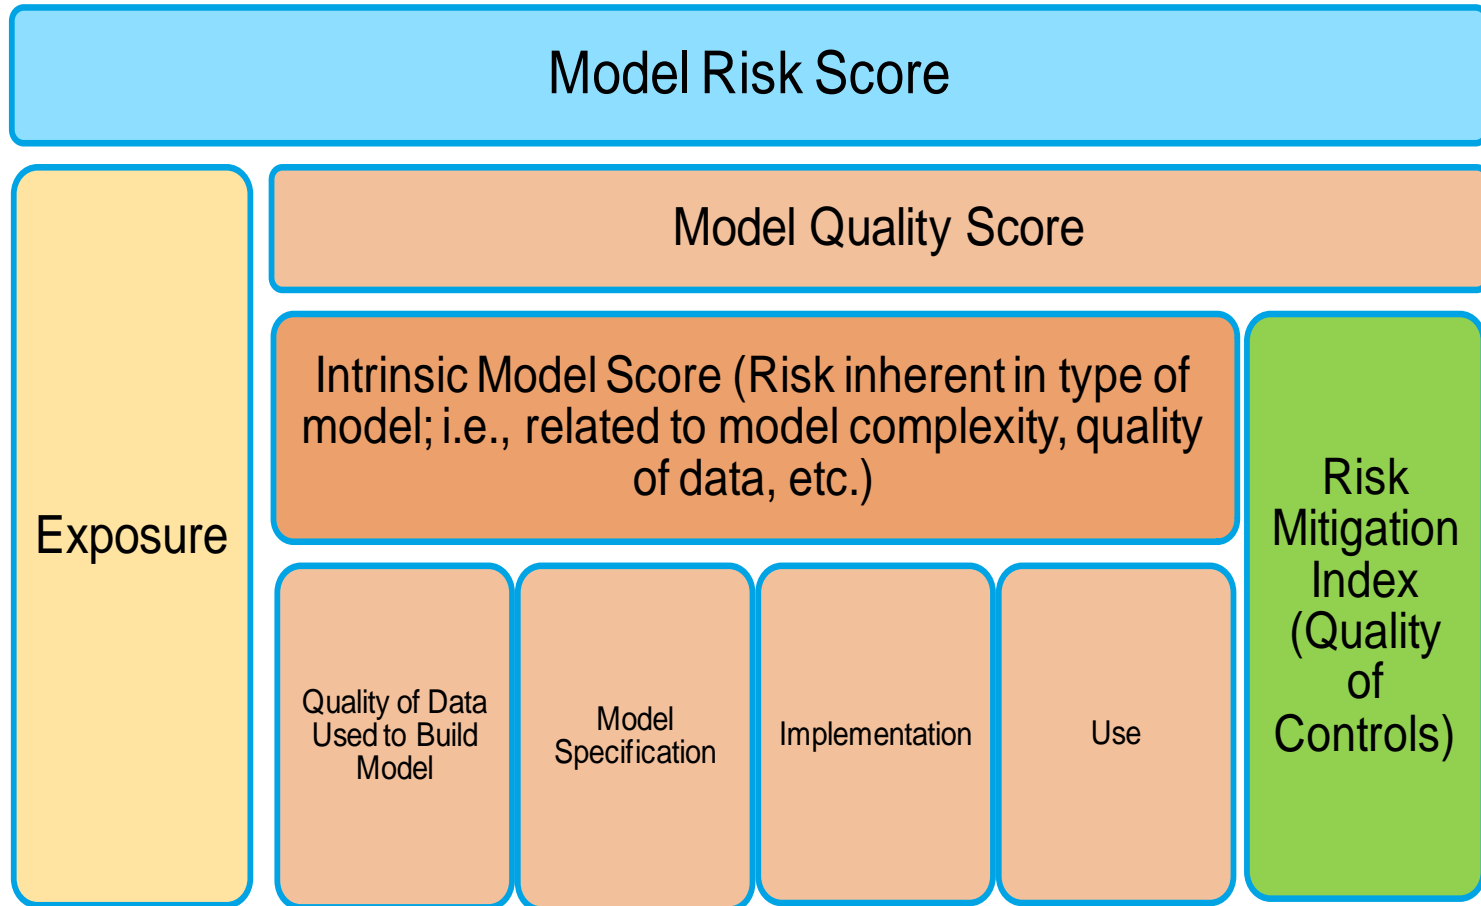 Model Risk Score
Exposure
Model Quality Score
Intrinsic Model Score (Risk inherent in type of
model; i.e., related to model complexity, quality
of data, etc.)
Quality of Data
Used to Build
Model
Model
Specification
Implementation
Use
Risk
Mitigation
Index
(Quality
of
Controls)